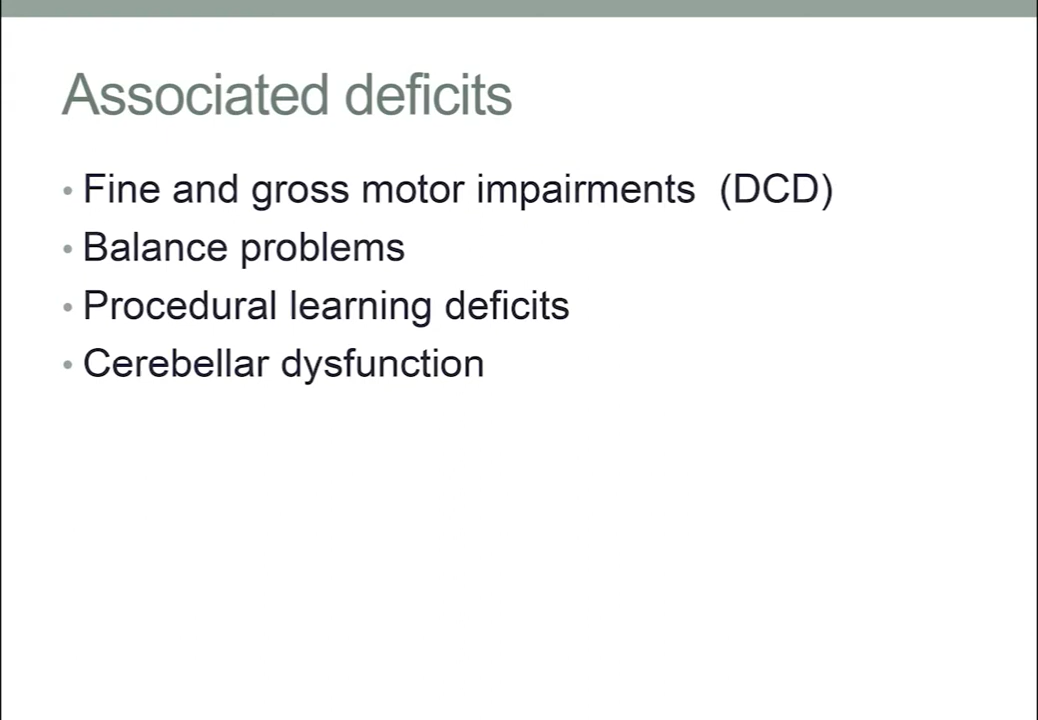 Associated deficits
• Fine and gross motor impairments (DCD)
• Balance problems
• Procedural learning deficits
• Cerebellar dysfunction